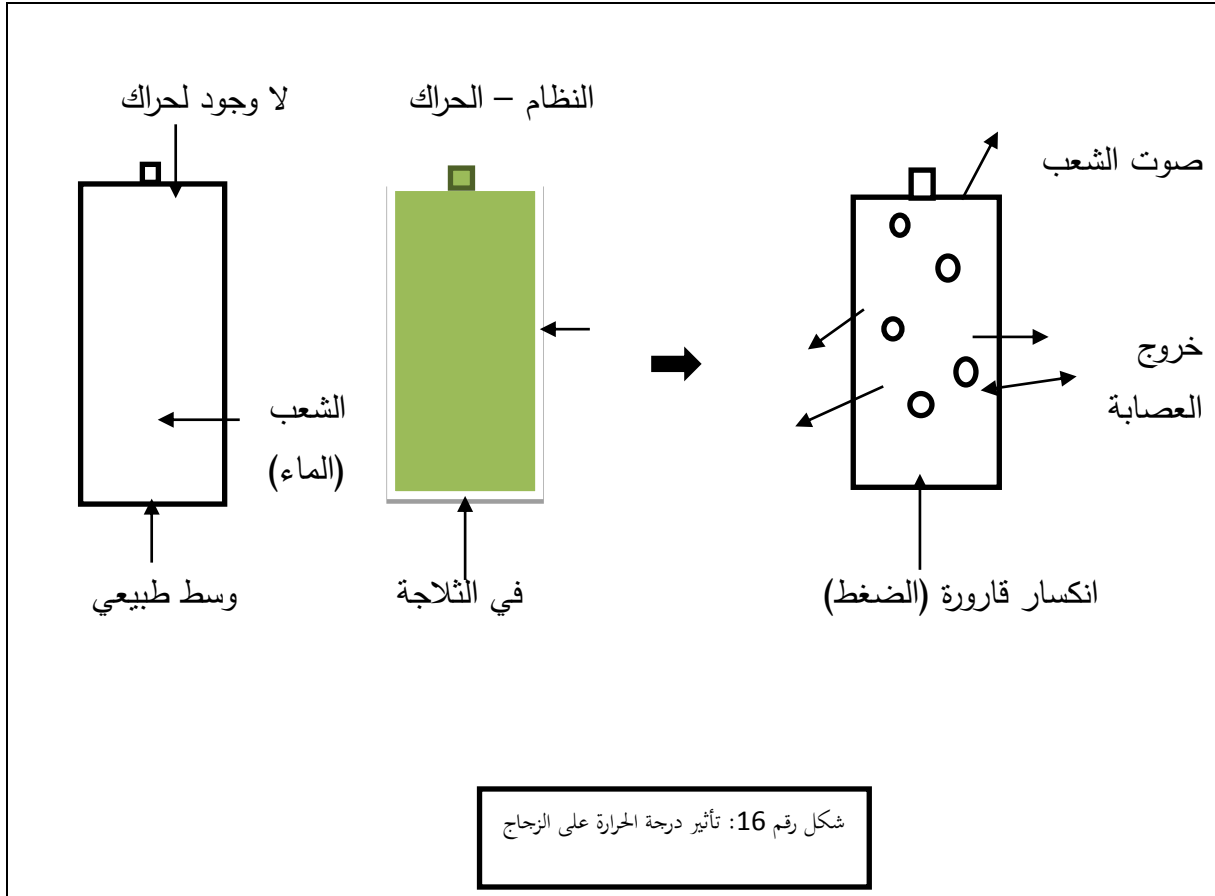 النظام – الحراك
لا وجود لحراك
صوت الشعب
خروج
العصابة
الشعب
(الماء)
انكسار قارورة (الضغط)
في الثلاجة
وسط طبيعي
شكل رقم 16: تأثير درجة الحرارة على الزجاج